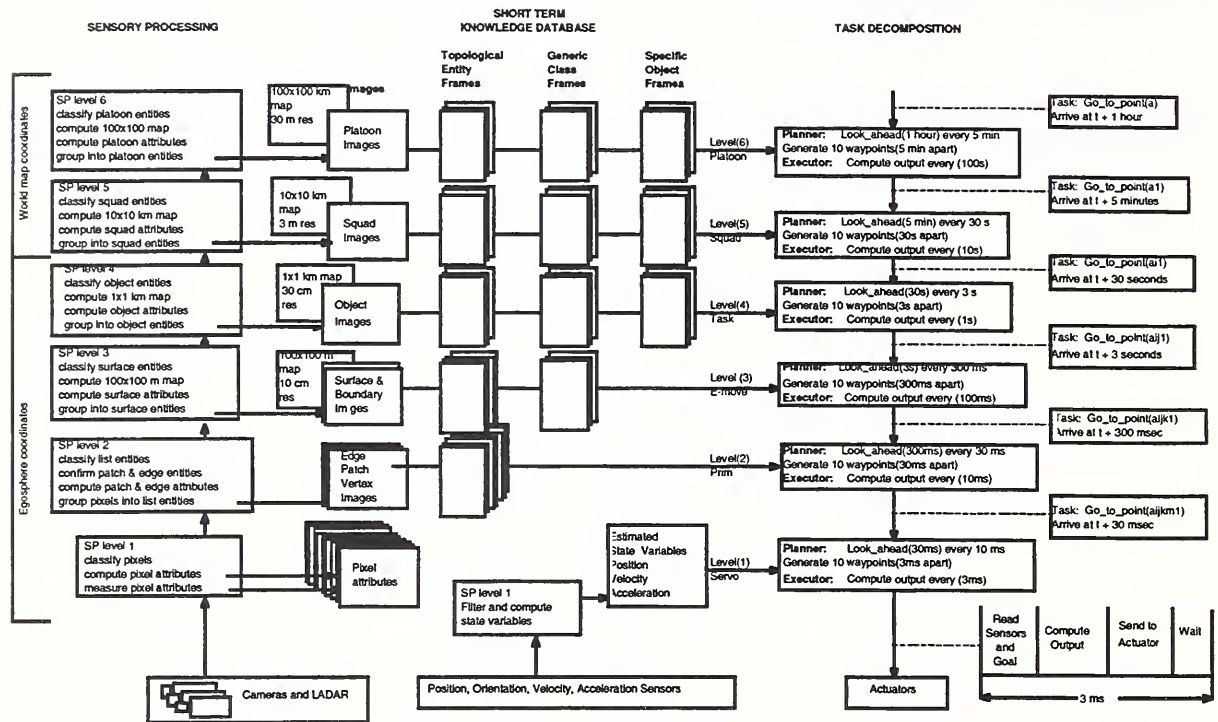 SENSORY PROCESSING
SHORT TERM
KNOWLEDGE DATABASE
TASK DECOMPOSITION
Topological
Entity
Frames
Generic
Class
Frames
Specific
Object
Frames
World map coordinates
Egosphere coordinates
SP level 6
classify platoon entities
compute 100x100 map
compute platoon attributes
group into platoon entities
100x100 km
map
30 m res
Images
Platoon
Images
Level(6)
Platoon
Planner: Look_ahead(1 hour) every 5 min
Generate 10 waypoints(5 min apart)
Executor: Compute output every (100s)
Task: Go_to_point(a)
Arrive at t + 1 hour
SP level 5
classify squad entities
compute 10x10 km map
compute squad attributes
group into squad entities
10x10 km
map
3 m res
Squad
Images
Level(5)
Squad
Planner: Look_ahead(5 min) every 30 s
Generate 10 waypoints(30s apart)
Executor: Compute output every (10s)
Task: Go_to_point(a1)
Arrive at t + 5 minutes
SP level 4
classify object entities
compute 1x1 km map
compute object attributes
group into object entities
1x1 km map
30 cm
res
Object
Images
Level(4)
Task
Planner: Look_ahead(30s) every 3 s
Generate 10 waypoints(3s apart)
Executor: Compute output every (1s)
Task: Go_to_point(ai1)
Arrive at t + 30 seconds
SP level 3
classify surface entities
compute 100x100 m map
compute surface attributes
group into surface entities
100x100 m
map
10 cm
res
Surface &
Boundary
Im ges
Level (3)
E-move
Planner: Look_ahead(3s) every 300 ms
Generate 10 waypoints(300ms apart)
Executor: Compute output every (100ms)
Task: Go_to_point(aij1)
Arrive at t + 3 seconds
SP level 2
classify list entities
confirm patch & edge entities
compute patch & edge attributes
group pixels into list entities
Edge
Patch
Vertex
Images
Level(2)
Prim
Planner: Look_ahead(300ms) every 30 ms
Generate 10 waypoints(30ms apart)
Executor: Compute output every (10ms)
Task: Go_to_point(aijk1)
Arrive at t + 300 msec
SP level 1
classify pixels
compute pixel attributes
measure pixel attributes
Pixel
attributes
SP level 1
Filter and compute
state variables
Estimated
State Variables
Position
Velocity
Acceleration
Level(1)
Servo
Planner: Look_ahead(30ms) every 10 ms
Generate 10 waypoints(3ms apart)
Executor: Compute output every (3ms)
Task: Go_to_point(aijkm1)
Arrive at t + 30 msec
Read
Sensors
and
Goal
Compute
Output
Send to
Actuator
Wait
3 ms
Cameras and LADAR
Position, Orientation, Velocity, Acceleration Sensors
Actuators